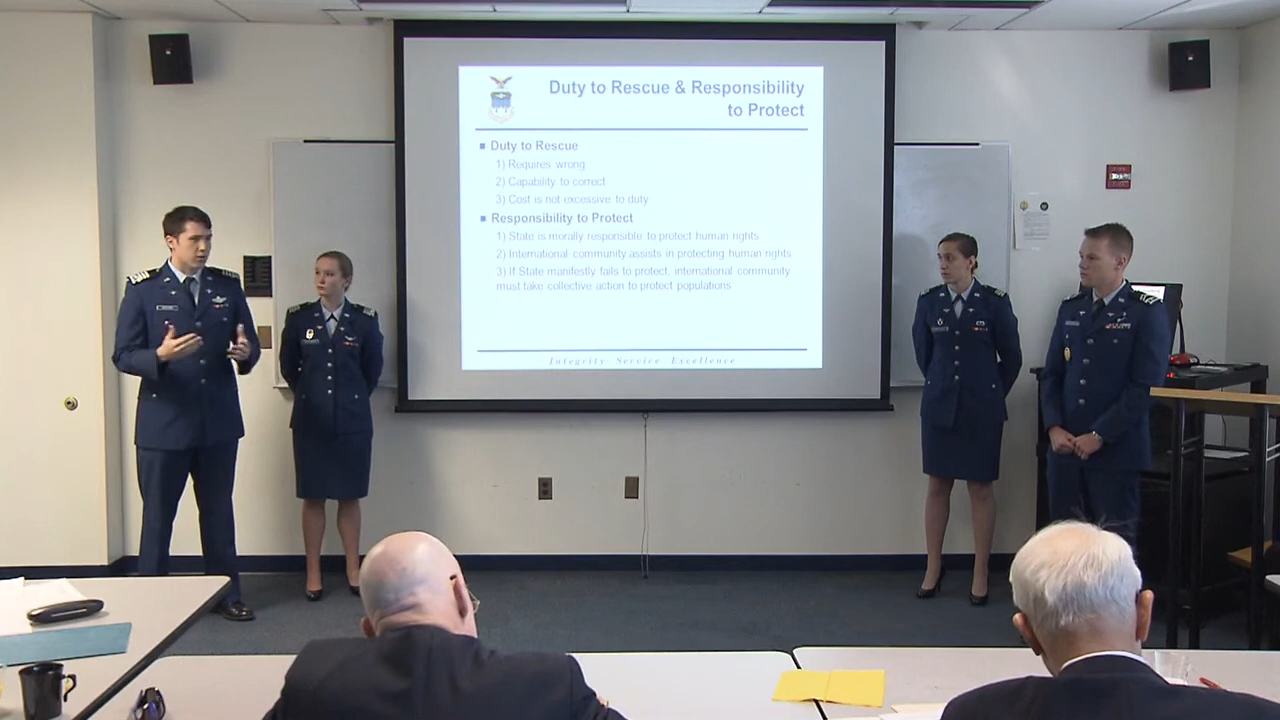 Duty to Rescue & Responsibility
to Protect
Duty to Rescue
1) Requires wrong
2) Capability to correct
3) Cost is not excessive to duty
Responsibility to Protect
1) State is morally responsible to protect human rights
2) International community assists in protecting human rights
3) If State manifestly fails to protect, international community
must take collective action to protect populations
Integrity Service Excellence